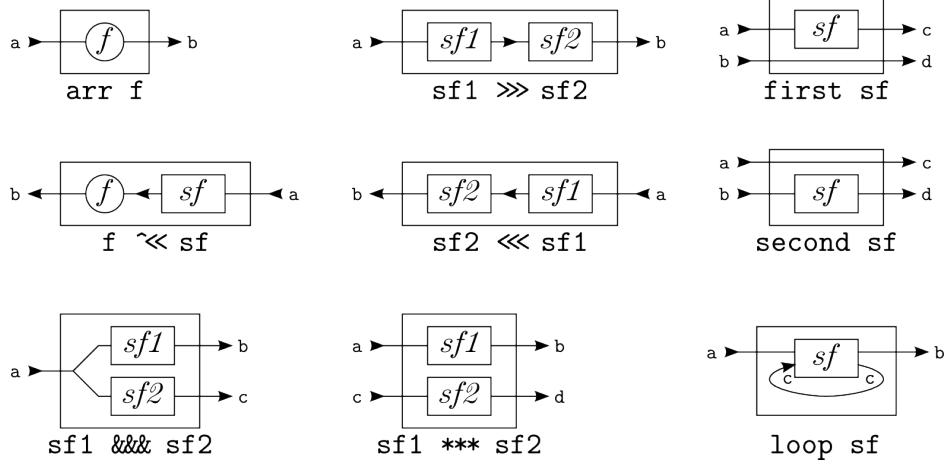 a f b
arr f
a sf1 sf2 b
sf1 >>> sf2
a sf c
b d
first sf
b f sf a
f ^<< sf
b sf2 sf1 a
sf2 <<< sf1
a c
b sf d
second sf
a sf1 b
sf2 c
sf1 &&& sf2
a sf1 b
c sf2 d
sf1 *** sf2
a sf b
c c
loop sf